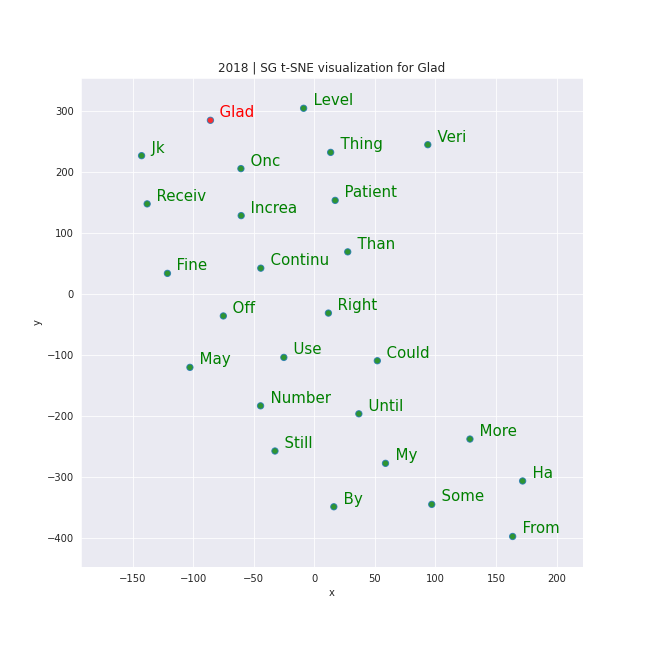 2018 | SG t-SNE visualization for Glad
Level
Glad
Veri
Thing
Jk
Onc
Patient
Receiv
Increa
Than
Continu
Fine
Right
Off
Use
Could
May
Number
Until
More
Still
My
Ha
Some
By
From
300
200
100
0
−100
−200
−300
−400
y
−150
−100
−50
0
50
100
150
200
x